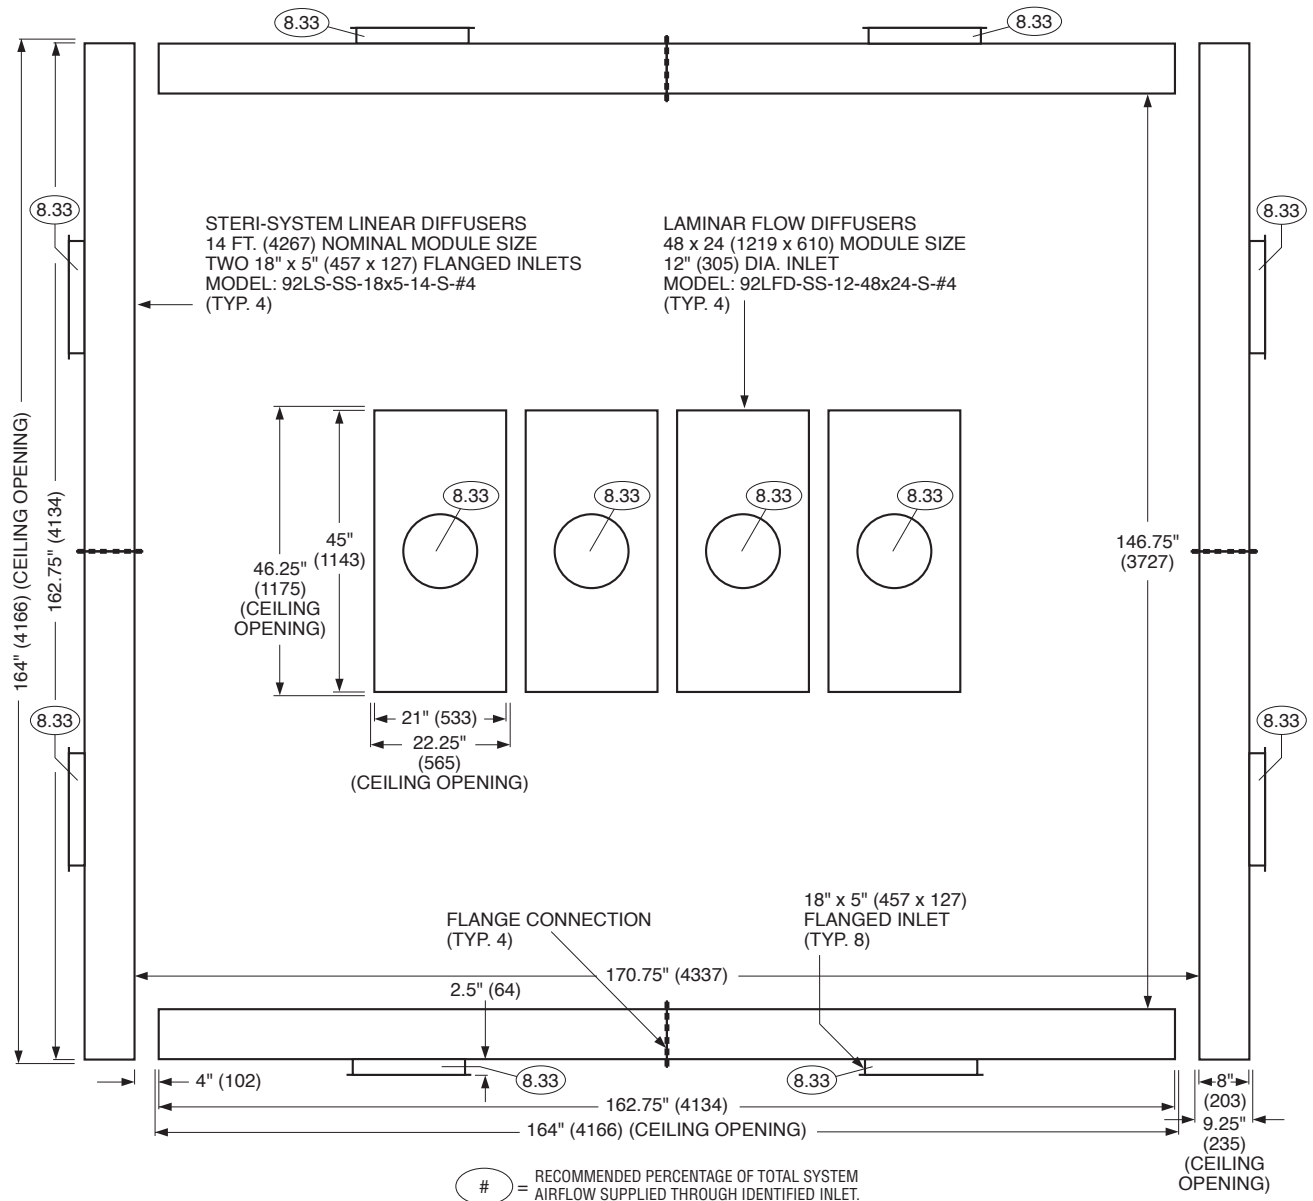 8.33
8.33
8.33
8.33
STERI-SYSTEM LINEAR DIFFUSERS
14 FT. (4267) NOMINAL MODULE SIZE
TWO 18" x 5" (457 x 127) FLANGED INLETS
MODEL: 92LS-SS-18x5-14-S-#4
(TYP. 4)
LAMINAR FLOW DIFFUSERS
48 x 24 (1219 x 610) MODULE SIZE
12" (305) DIA. INLET
MODEL: 92LFD-SS-12-48x24-S-#4
(TYP. 4)
164" (4166) (CEILING OPENING)
162.75" (4134)
8.33
8.33
8.33
8.33
45"
(1143)
46.25"
(1175)
(CEILING
OPENING)
146.75"
(3727)
21" (533)
22.25"
(565)
(CEILING OPENING)
8.33
8.33
FLANGE CONNECTION
(TYP. 4)
18" x 5" (457 x 127)
FLANGED INLET
(TYP. 8)
170.75" (4337)
2.5" (64)
4" (102)
8.33
8.33
162.75" (4134)
164" (4166) (CEILING OPENING)
8"
(203)
9.25"
(235)
(CEILING
OPENING)
# = RECOMMENDED PERCENTAGE OF TOTAL SYSTEM
AIRFLOW SUPPLIED THROUGH IDENTIFIED INLET.